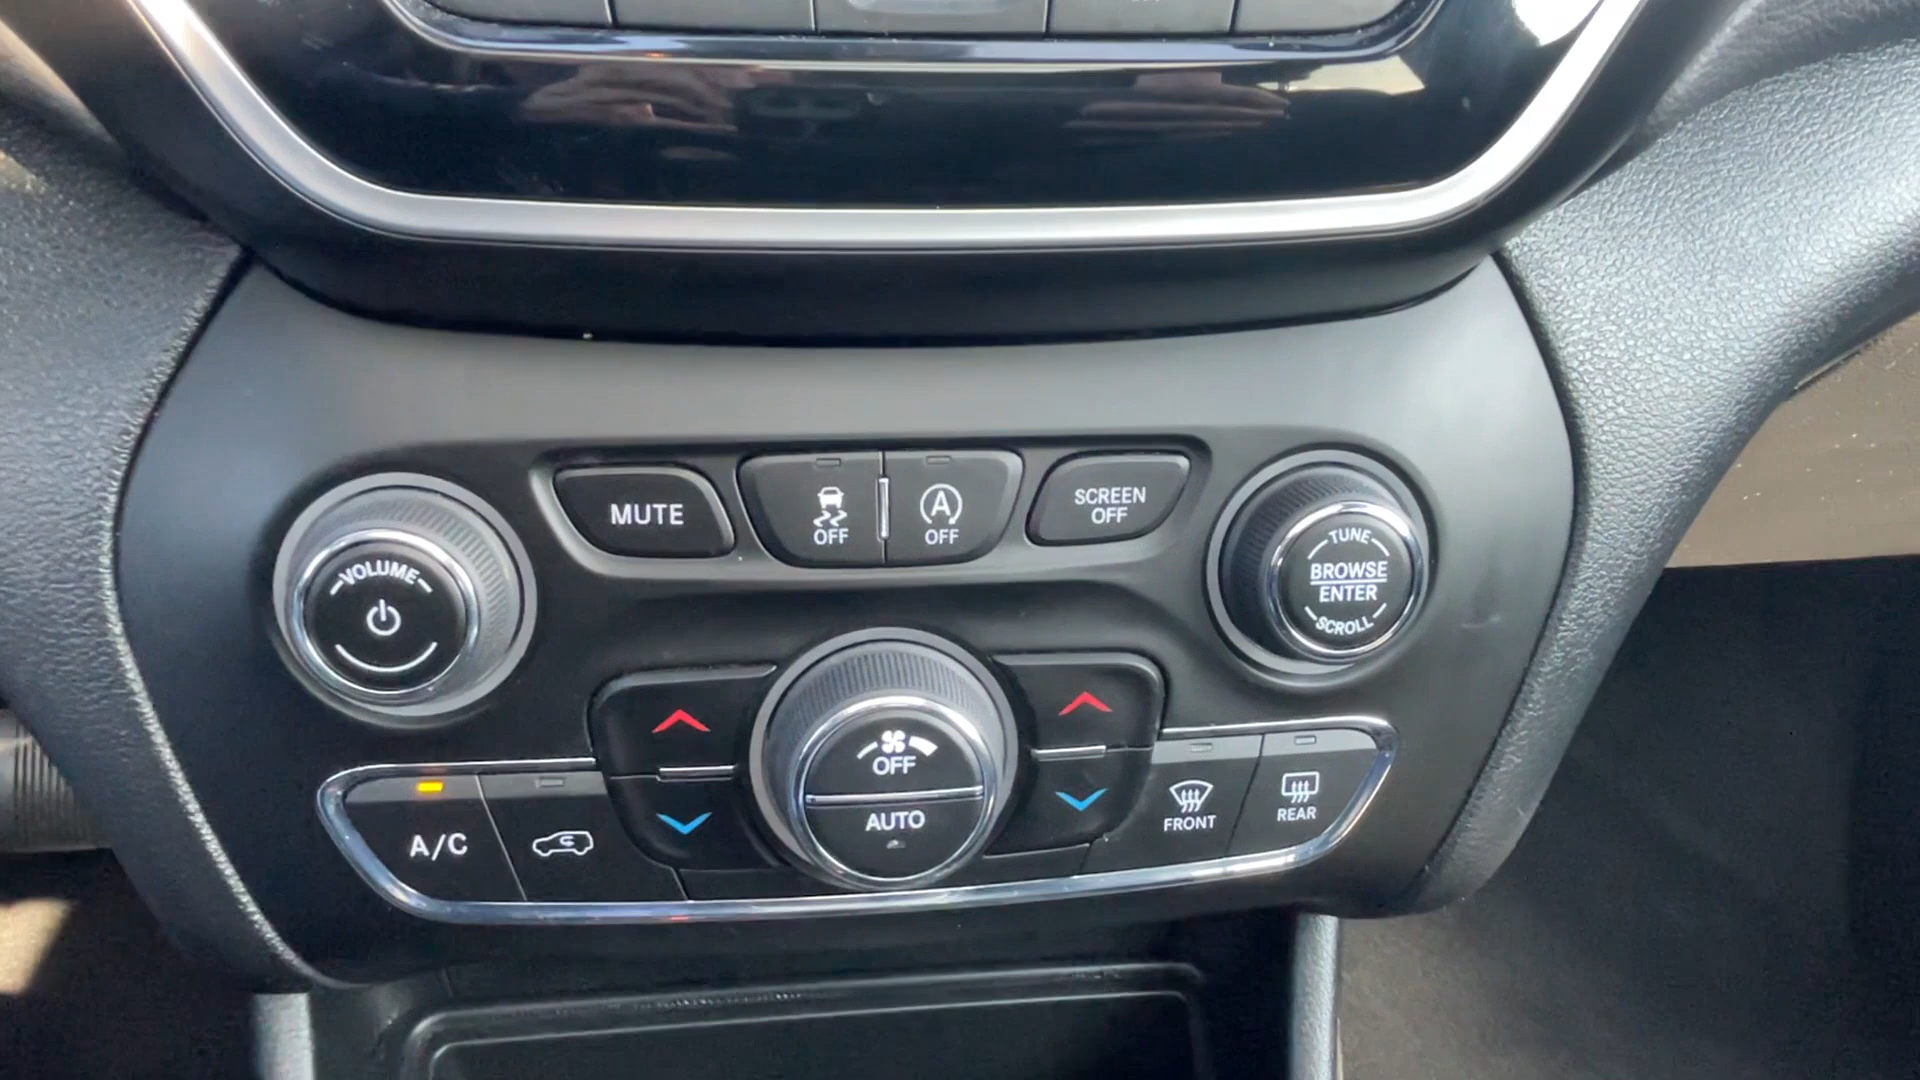 MUTE
OFF
A
OFF
SCREEN
OFF
VOLUME
TUNE
BROWSE
ENTER
SCROLL
OFF
AUTO
A/C
FRONT
REAR